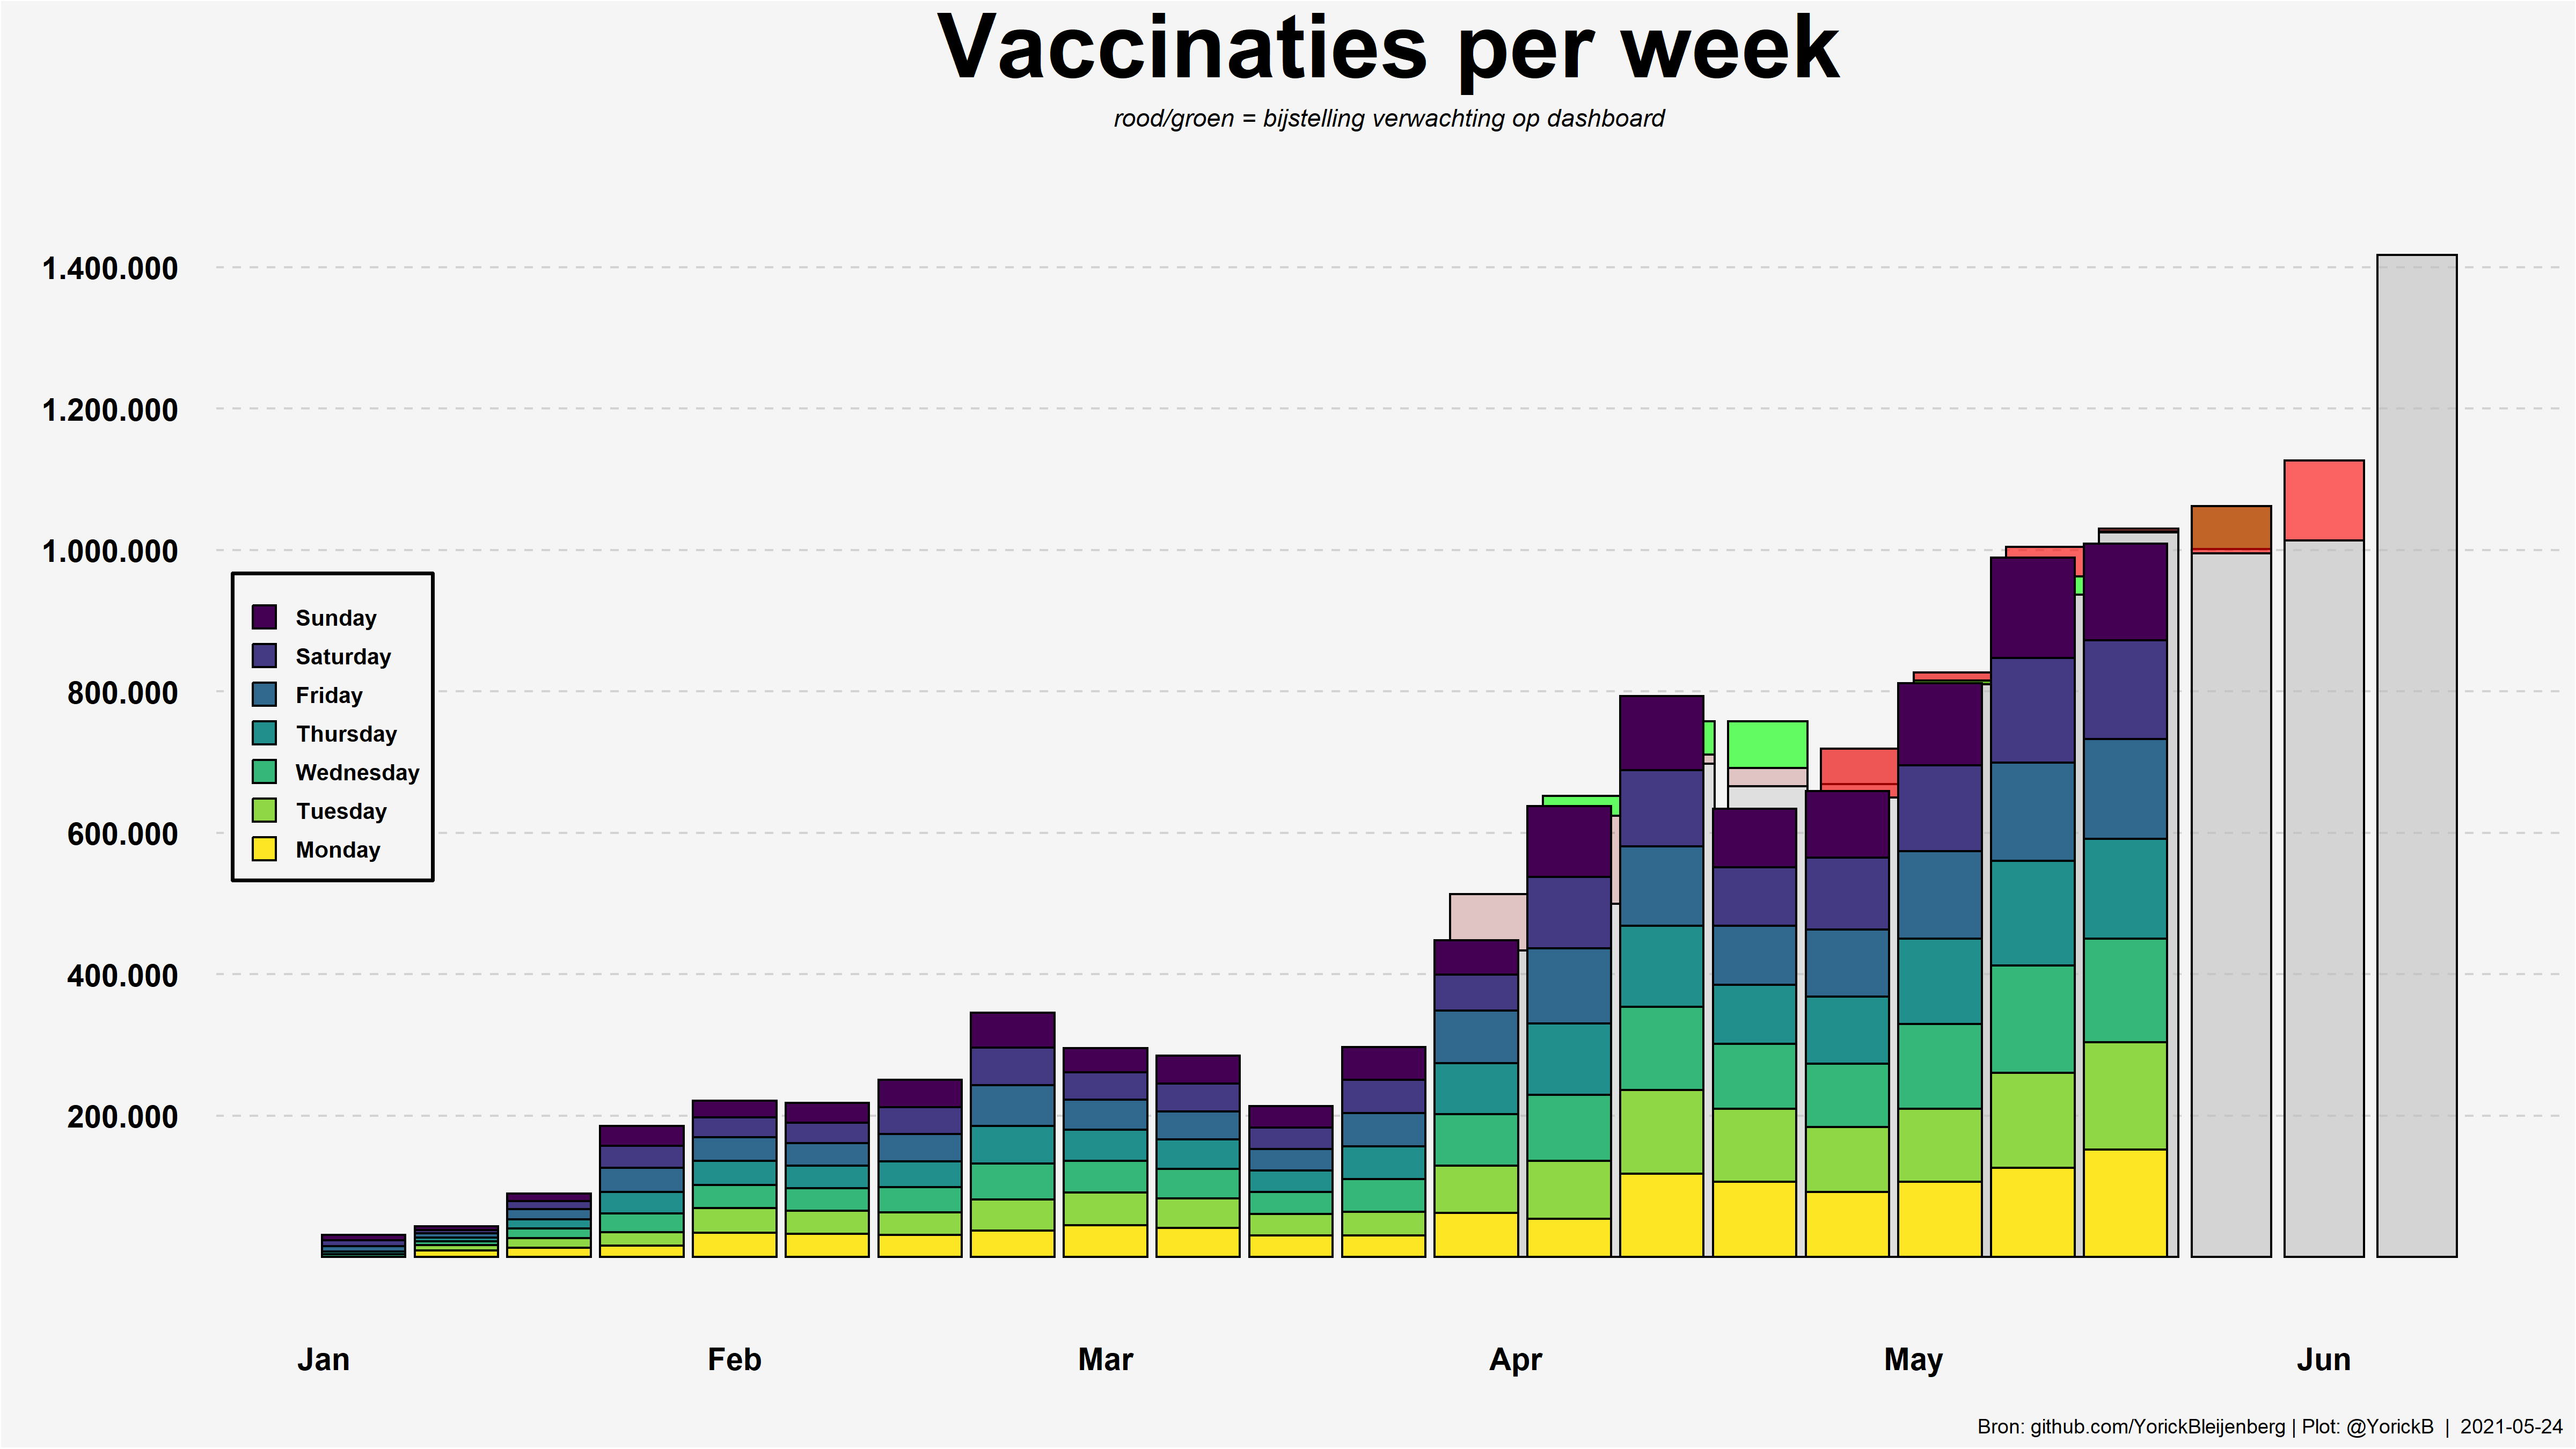 Vaccinaties per week
rood/groen = bijstelling verwachting op dashboard
1.400.000
1.200.000
1.000.000
800.000
600.000
400.000
200.000
Sunday
Saturday
Friday
Thursday
Wednesday
Tuesday
Monday
Jan Feb Mar Apr May Jun
Bron: github.com/YorickBleijenberg | Plot: @YorickB | 2021-05-24